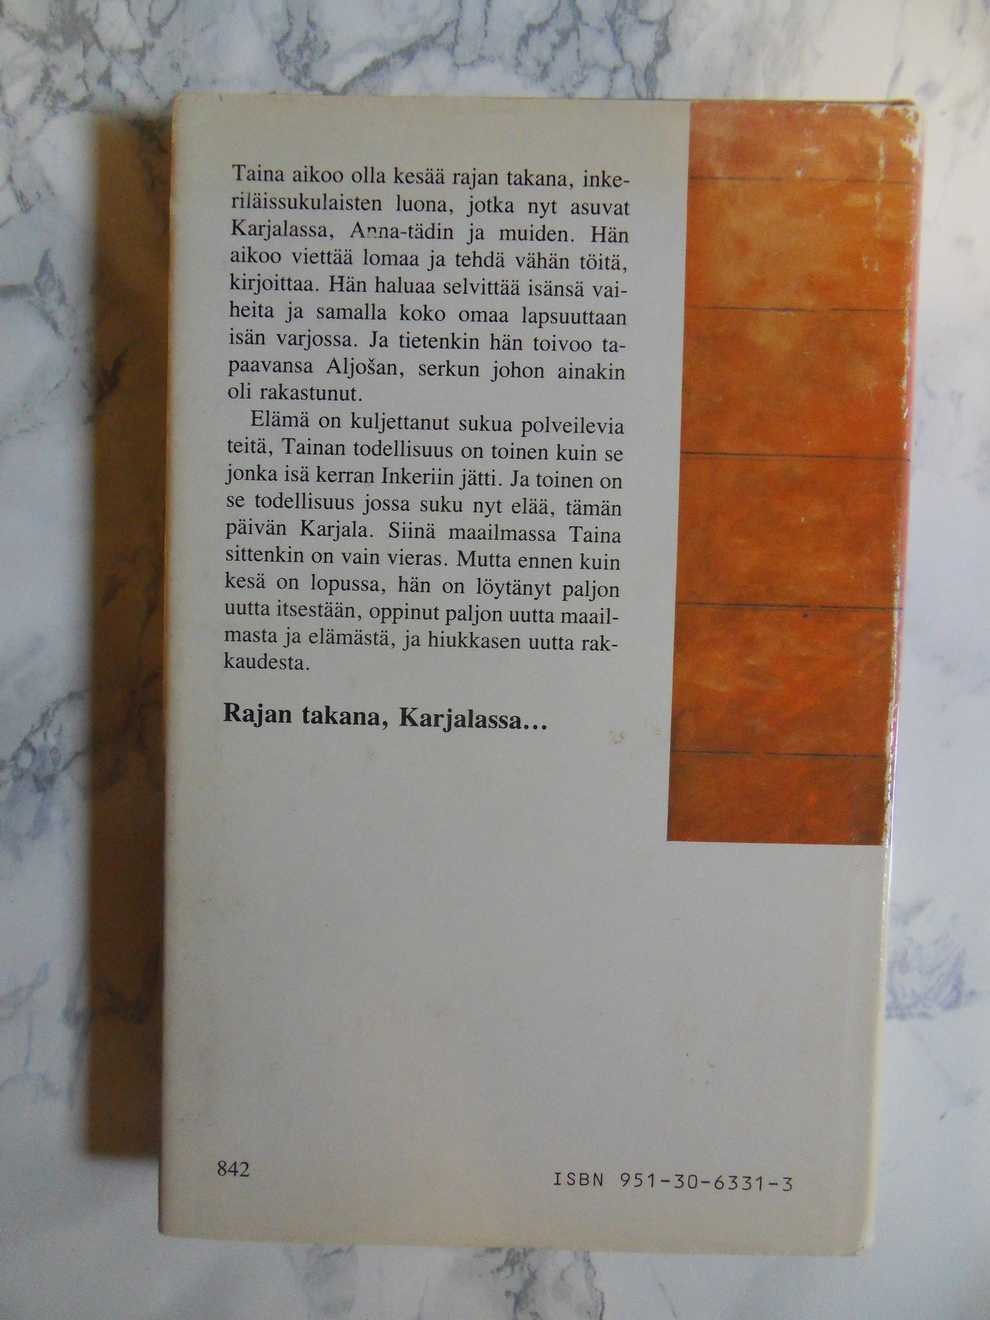 Taina aikoo olla kesää rajan takana, inke-
riläissukulaisten luona, jotka nyt asuvat
Karjalassa, Anna-tädin ja muiden. Hän
aikoo viettää lomaa ja tehdä vähän töitä,
kirjoittaa. Hän haluaa selvittää isänsä vai-
heita ja samalla koko omaa lapsuuttaan
isän varjossa. Ja tietenkin hän toivoo ta-
paavansa Aljošan, serkun johon ainakin
oli rakastunut.
Elämä on kuljettanut sukua polveilevia
teitä, Tainan todellisuus on toinen kuin se
jonka isä kerran Inkeriin jätti. Ja toinen on
se todellisuus jossa suku nyt elää, tämän
päivän Karjala. Siinä maailmassa Taina
sittenkin on vain vieras. Mutta ennen kuin
kesä on lopussa, hän on löytänyt paljon
uutta itsestään, oppinut paljon uutta maail-
masta ja elämästä, ja hiukkasen uutta rak-
kaudesta.
Rajan takana, Karjalassa...
842
ISBN 951-30-6331-3